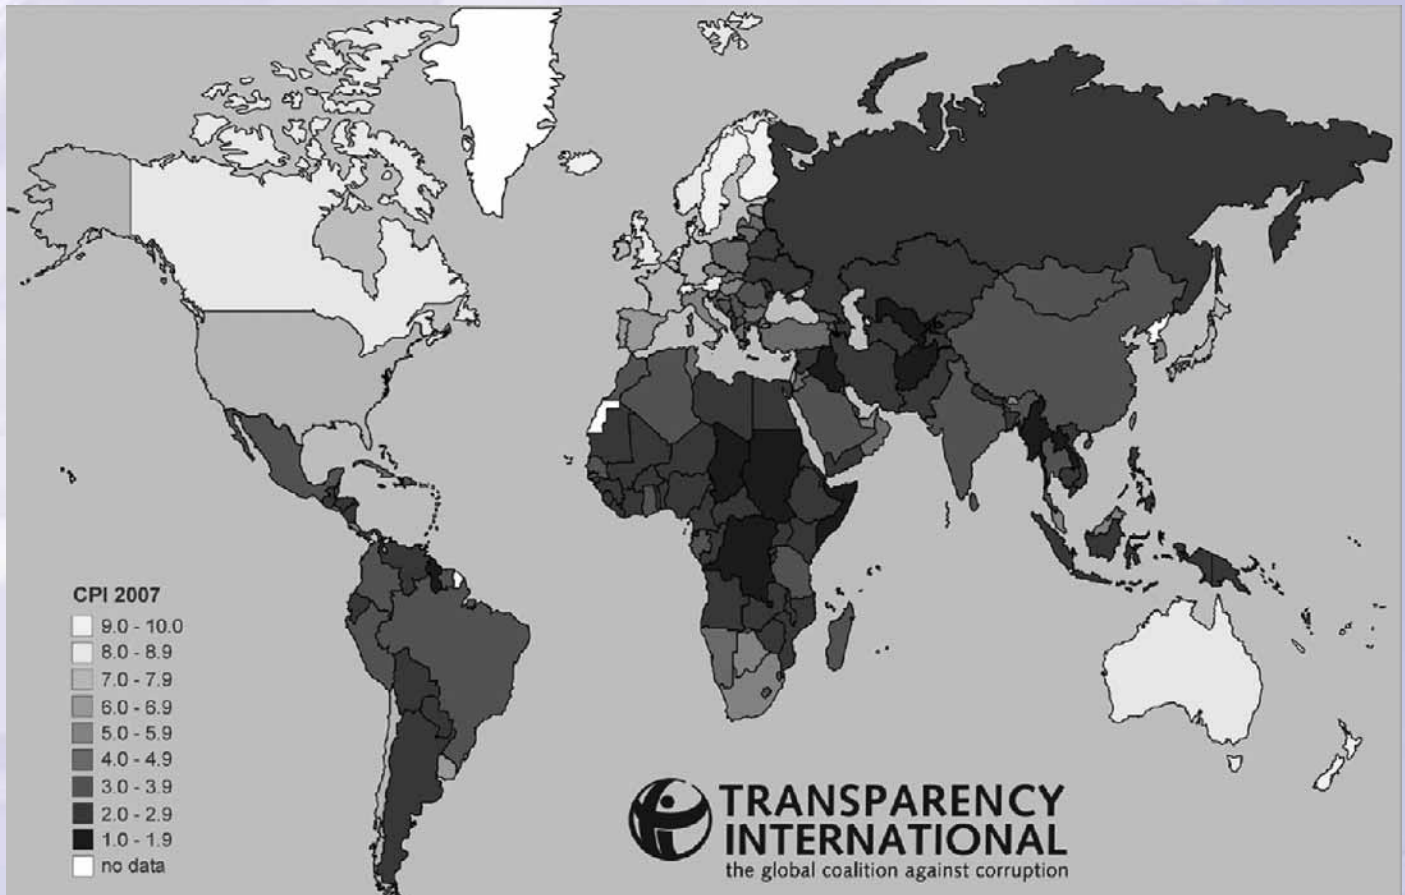 CPI 2007
9.0 - 10.0
8.0 - 8.9
7.0 - 7.9
6.0 - 6.9
5.0 - 5.9
4.0 - 4.9
3.0 - 3.9
2.0 - 2.9
1.0 - 1.9
no data
TRANSPARENCY
INTERNATIONAL
the global coalition against corruption